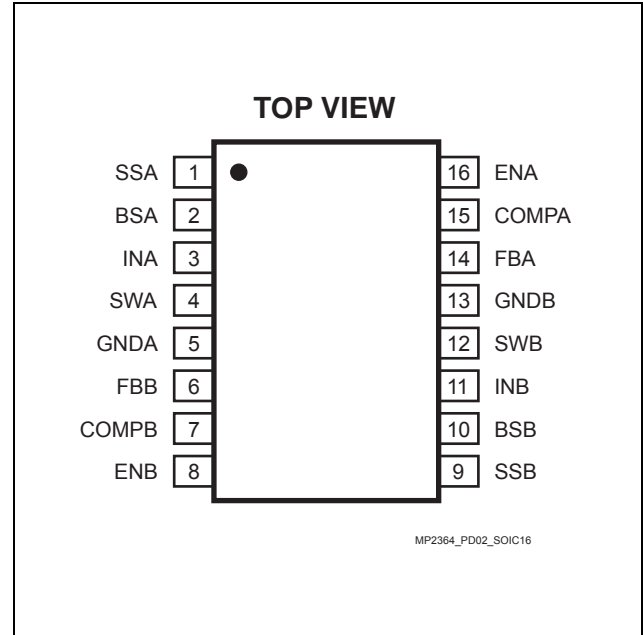 TOP VIEW
SSA 1 16 ENA
BSA 2 15 COMPA
INA 3 14 FBA
SWA 4 13 GNDB
GNDA 5 12 SWB
FBB 6 11 INB
COMPB 7 10 BSB
ENB 8 9 SSB
MP2364_PD02_SOIC16